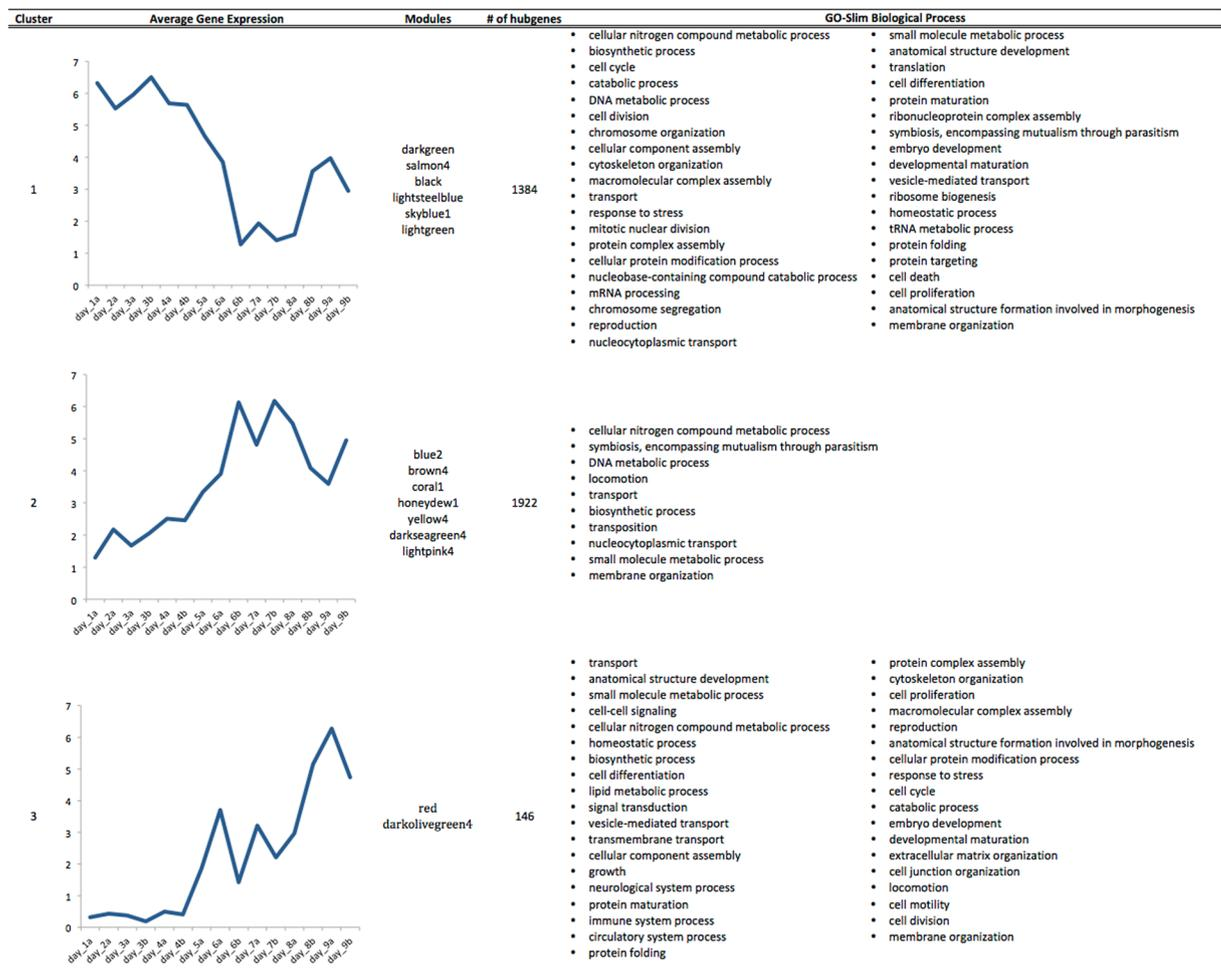 Cluster Average Gene Expression Modules # of hubgenes GO-Slim Biological Process
7
6
5
4
3
2
1
0
day_1a
day_2a
day_3a
day_3b
day_4a
day_4b
day_5a
day_6a
day_6b
day_7a
day_7b
day_8a
day_8b
day_9a
day_9b
1
darkgreen
salmon4
black
lightsteelblue
skyblue1
lightgreen
1384
• cellular nitrogen compound metabolic process
• biosynthetic process
• cell cycle
• catabolic process
• DNA metabolic process
• cell division
• chromosome organization
• cellular component assembly
• cytoskeleton organization
• macromolecular complex assembly
• transport
• response to stress
• mitotic nuclear division
• protein complex assembly
• cellular protein modification process
• nucleobase-containing compound catabolic process
• mRNA processing
• chromosome segregation
• reproduction
• nucleocytoplasmic transport
• small molecule metabolic process
• anatomical structure development
• translation
• cell differentiation
• protein maturation
• ribonucleoprotein complex assembly
• symbiosis, encompassing mutualism through parasitism
• embryo development
• developmental maturation
• vesicle-mediated transport
• ribosome biogenesis
• homeostatic process
• tRNA metabolic process
• protein folding
• protein targeting
• cell death
• cell proliferation
• anatomical structure formation involved in morphogenesis
• membrane organization
7
6
5
4
3
2
1
0
day_1a
day_2a
day_3a
day_3b
day_4a
day_4b
day_5a
day_6a
day_6b
day_7a
day_7b
day_8a
day_8b
day_9a
day_9b
2
blue2
brown4
coral1
honeydew1
yellow4
darkseagreen4
lightpink4
1922
• cellular nitrogen compound metabolic process
• symbiosis, encompassing mutualism through parasitism
• DNA metabolic process
• locomotion
• transport
• biosynthetic process
• transposition
• nucleocytoplasmic transport
• small molecule metabolic process
• membrane organization
7
6
5
4
3
2
1
0
day_1a
day_2a
day_3a
day_3b
day_4a
day_4b
day_5a
day_6a
day_6b
day_7a
day_7b
day_8a
day_8b
day_9a
day_9b
3
red
darkolivegreen4
146
• transport
• anatomical structure development
• small molecule metabolic process
• cell-cell signaling
• cellular nitrogen compound metabolic process
• homeostatic process
• biosynthetic process
• cell differentiation
• lipid metabolic process
• signal transduction
• vesicle-mediated transport
• transmembrane transport
• cellular component assembly
• growth
• neurological system process
• protein maturation
• immune system process
• circulatory system process
• protein folding
• protein complex assembly
• cytoskeleton organization
• cell proliferation
• macromolecular complex assembly
• reproduction
• anatomical structure formation involved in morphogenesis
• cellular protein modification process
• response to stress
• cell cycle
• catabolic process
• embryo development
• developmental maturation
• extracellular matrix organization
• cell junction organization
• locomotion
• cell motility
• cell division
• membrane organization